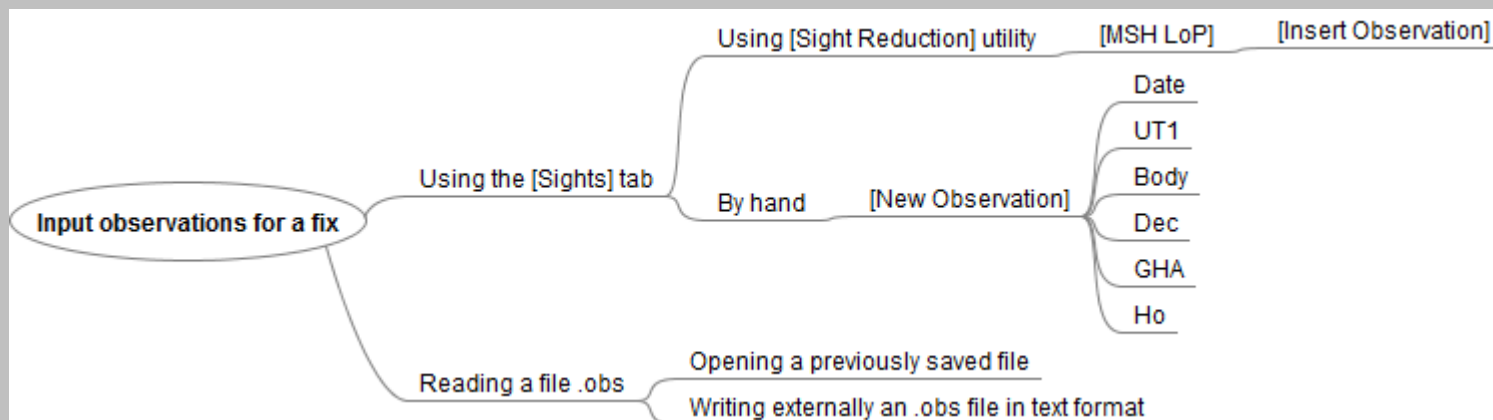 Input observations for a fix
Using the [Sights] tab
Using [Sight Reduction] utility
[MSH LoP]
[Insert Observation]
By hand
[New Observation]
Date
UT1
Body
Dec
GHA
Ho
Reading a file .obs
Opening a previously saved file
Writing externally an .obs file in text format